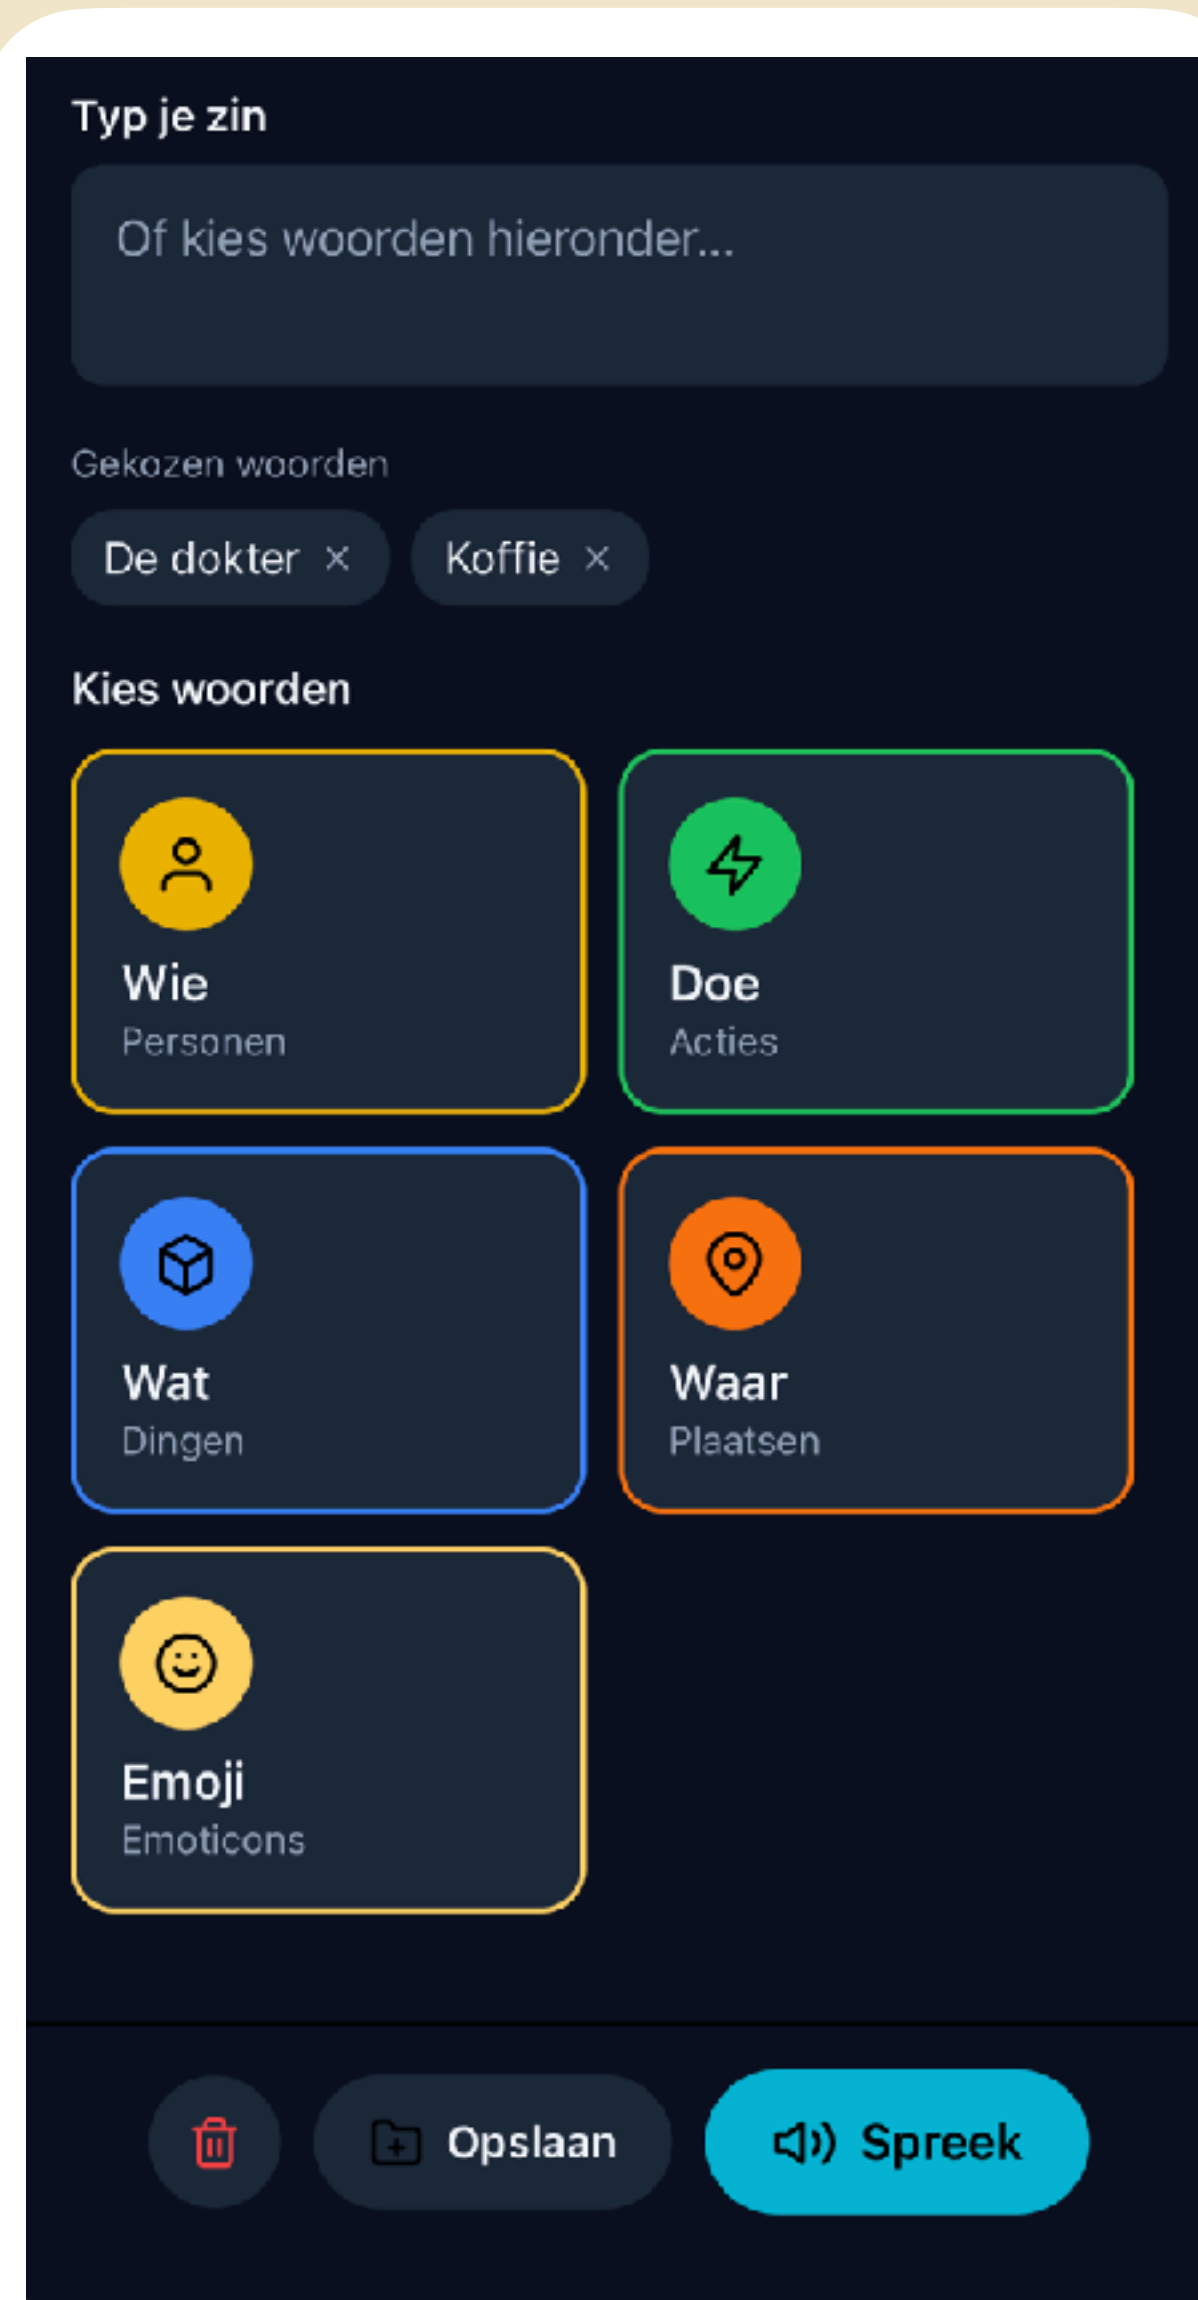 Typ je zin
Of kies woorden hieronder...
Gekozen woorden
De dokter × Koffie ×
Kies woorden
Wie Doe
Personen Acties
Wat Waar
Dingen Plaatsen
Emoji
Emoticons
Opslaan Spreek